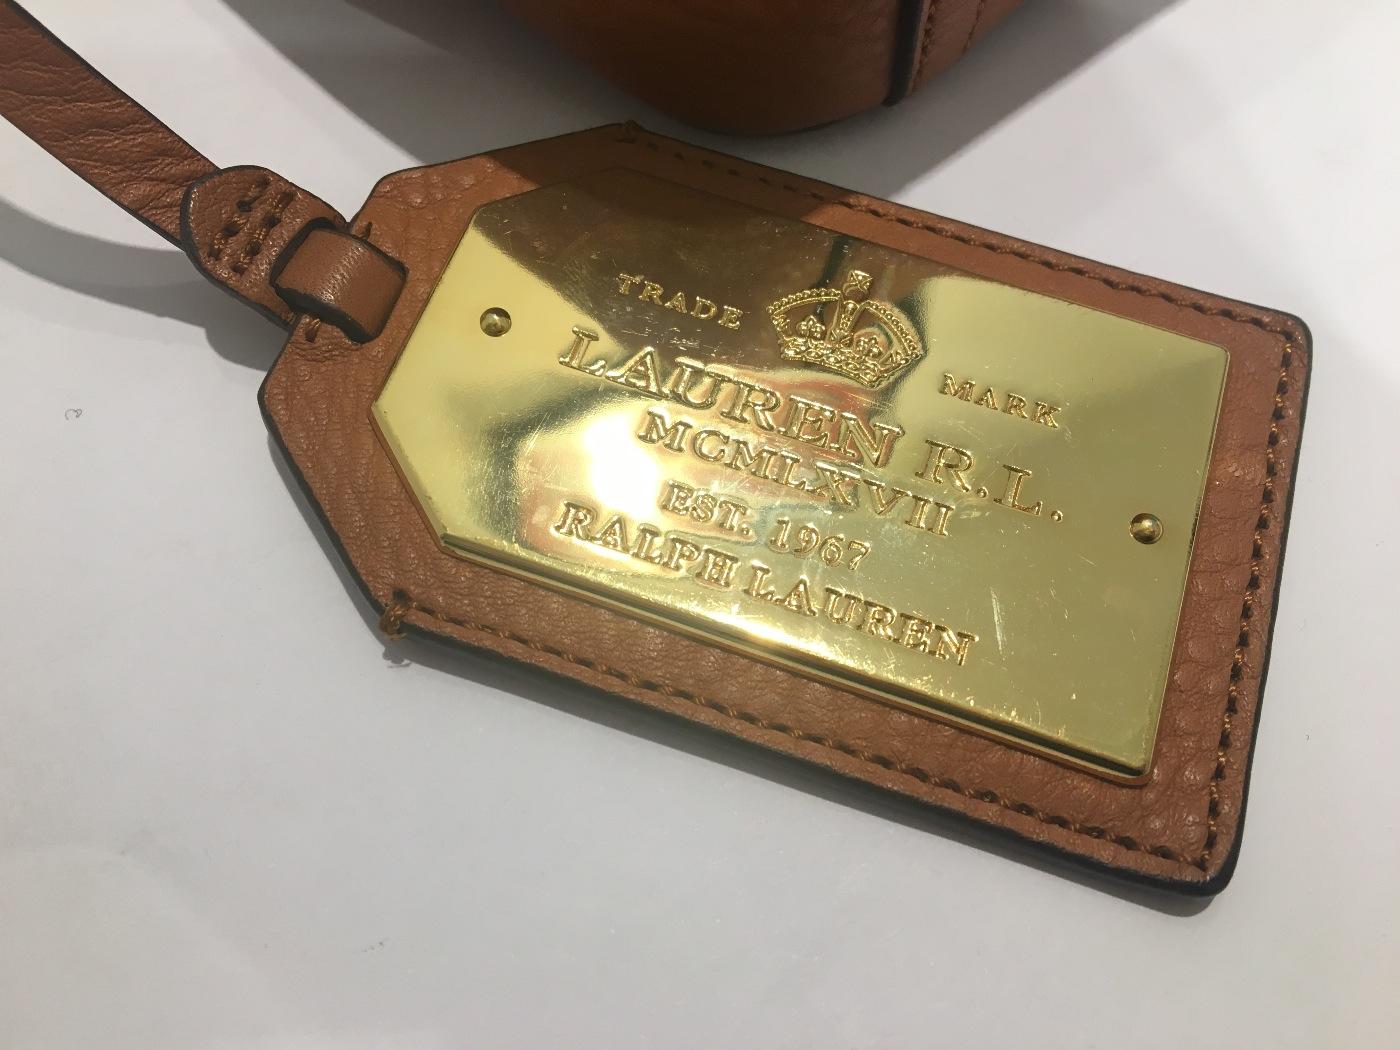 TRADE MARK
LAUREN R.L.
MCMLXVII
EST. 1967
RALPH LAUREN